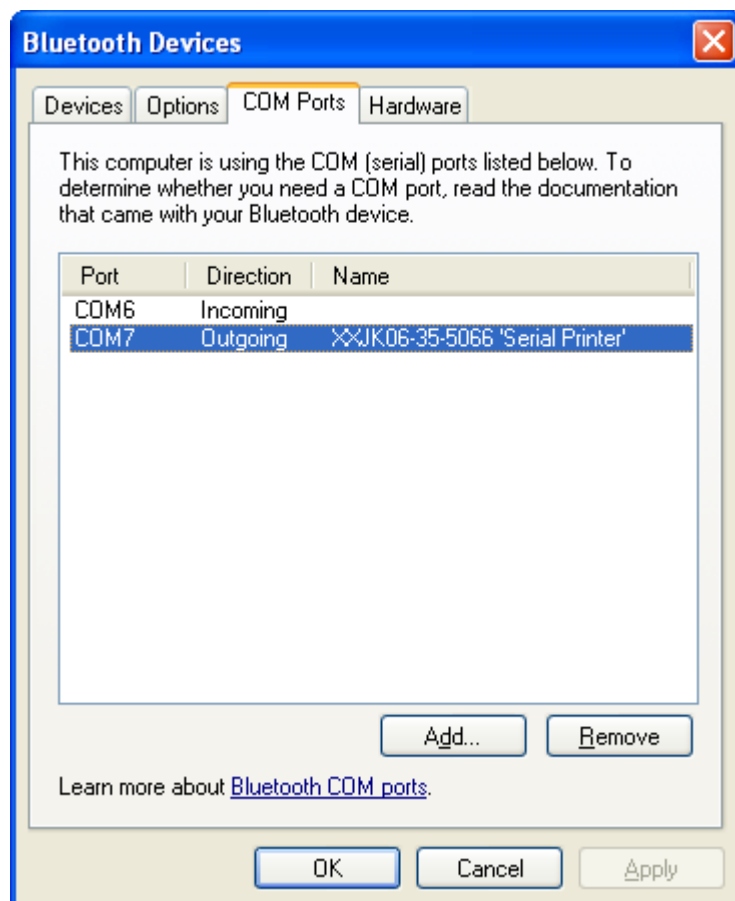 Bluetooth Devices
Devices Options COM Ports Hardware
This computer is using the COM (serial) ports listed below. To
determine whether you need a COM port, read the documentation
that came with your Bluetooth device.
Port Direction Name
COM6 Incoming
COM7 Outgoing XXJK06-35-5066 'Serial Printer'
Add... Remove
Learn more about Bluetooth COM ports.
OK Cancel Apply